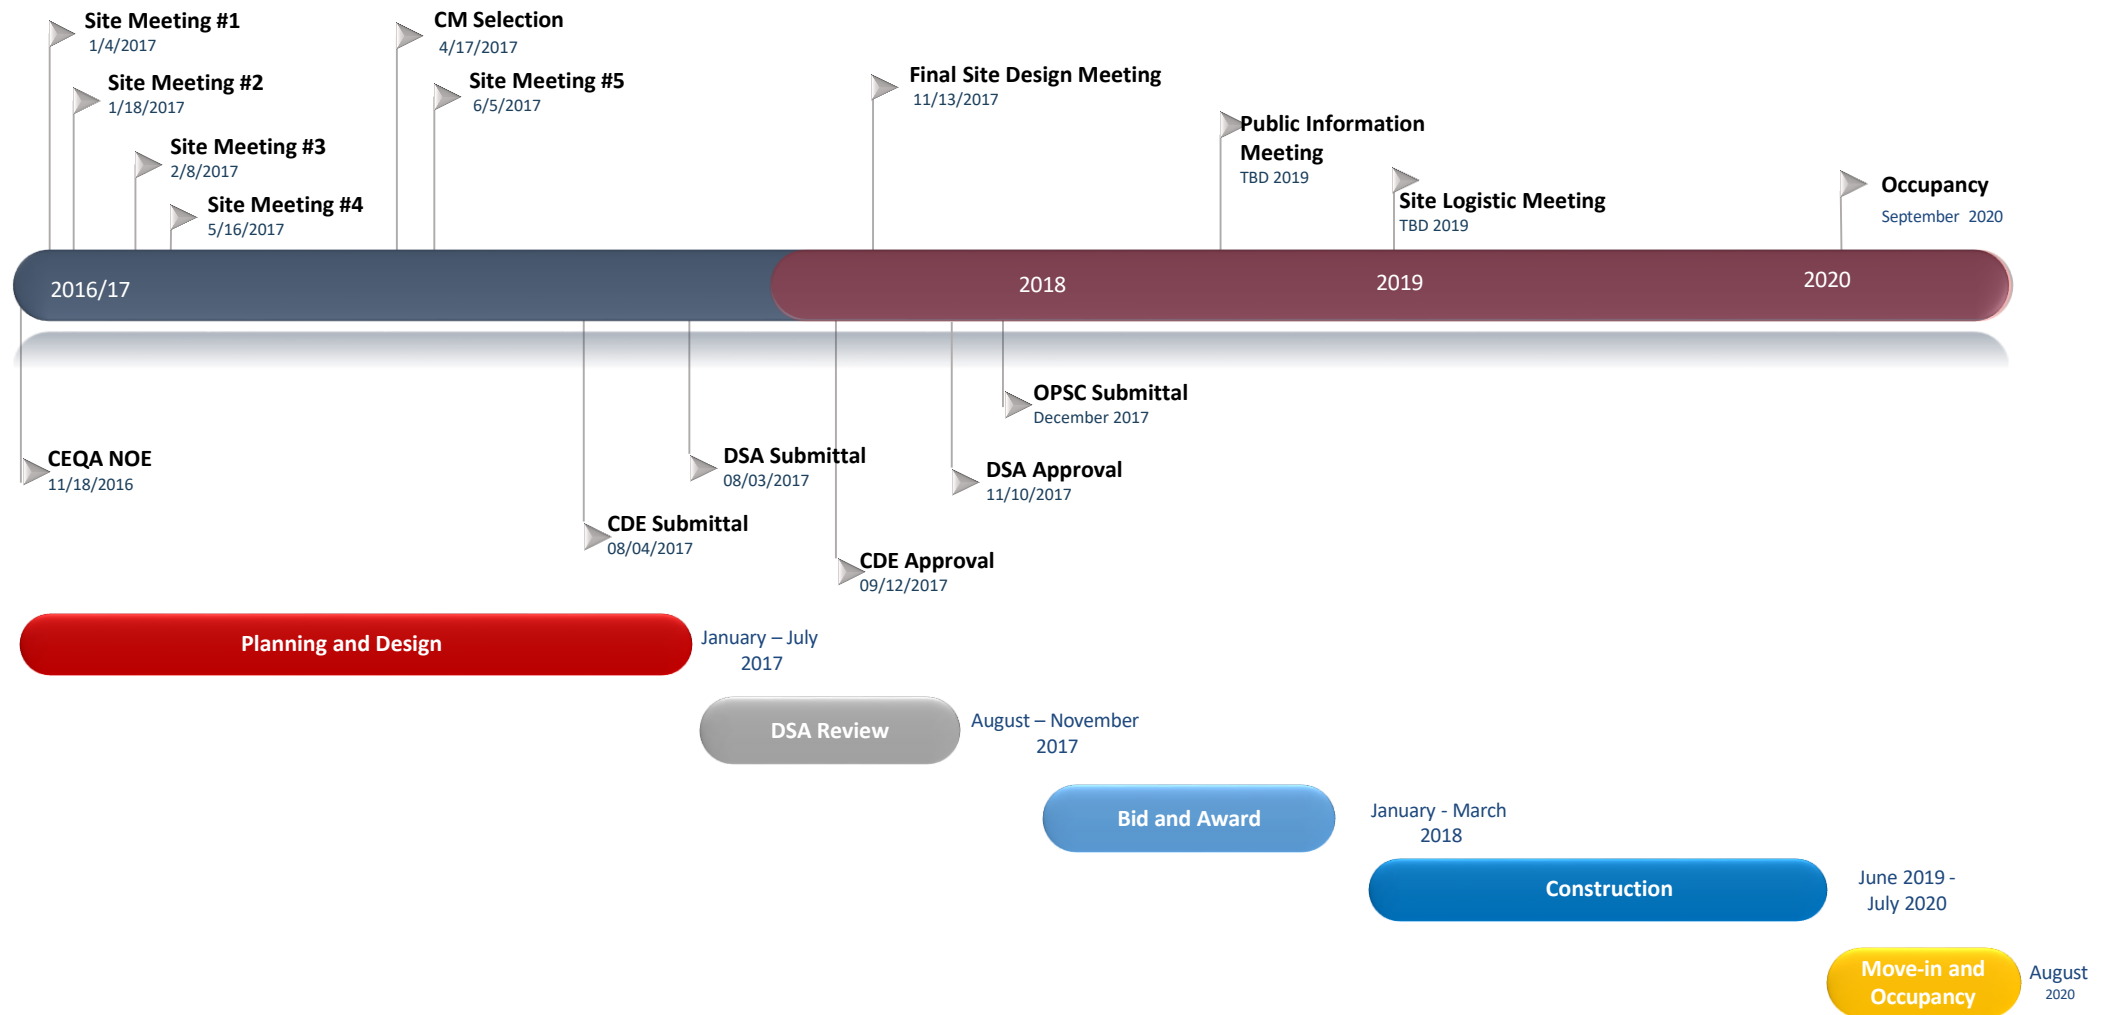 Site Meeting #1
1/4/2017
Site Meeting #2
1/18/2017
Site Meeting #3
2/8/2017
Site Meeting #4
5/16/2017
CM Selection
4/17/2017
Site Meeting #5
6/5/2017
Final Site Design Meeting
11/13/2017
Public Information
Meeting
TBD 2019
Site Logistic Meeting
TBD 2019
Occupancy
September 2020
2016/17
2018
2019
2020
CEQA NOE
11/18/2016
CDE Submittal
08/04/2017
DSA Submittal
08/03/2017
CDE Approval
09/12/2017
DSA Approval
11/10/2017
OPSC Submittal
December 2017
Planning and Design
January – July
2017
DSA Review
August – November
2017
Bid and Award
January - March
2018
Construction
June 2019 -
July 2020
Move-in and
Occupancy
August
2020